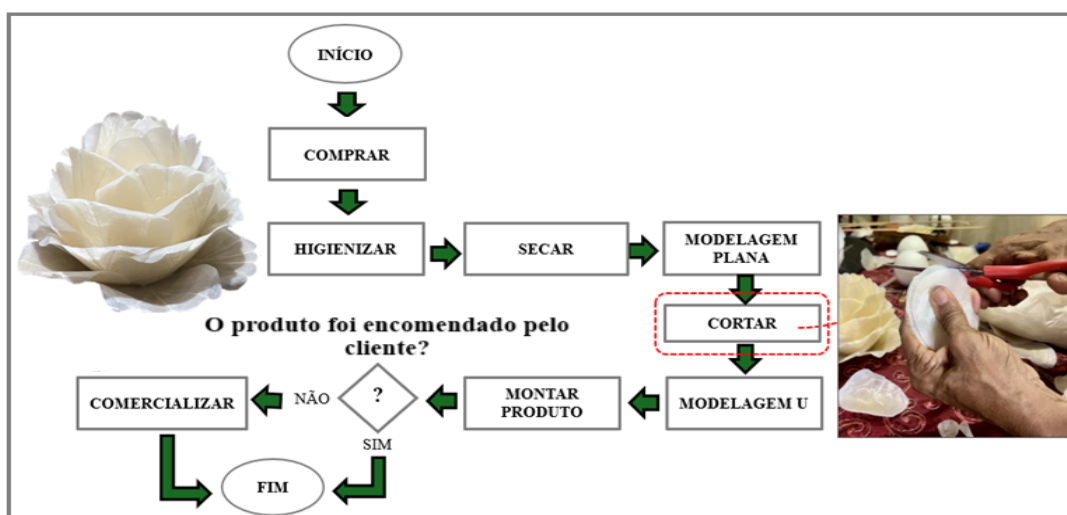 INÍCIO
COMPRAR
HIGIENIZAR
SECAR
MODELAGEM
PLANA
CORTAR
MODELAGEM U
MONTAR
PRODUTO
O produto foi encomendado pelo
cliente?
?
NÃO
COMERCIALIZAR
SIM
FIM